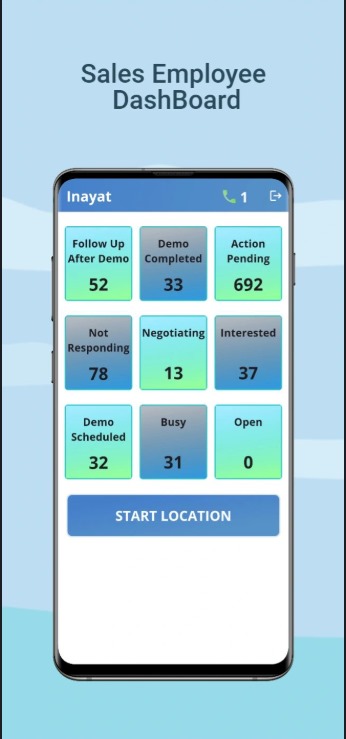 Sales Employee
DashBoard
Inayat 1
Follow Up
After Demo
52
Demo
Completed
33
Action
Pending
692
Not
Responding
78
Negotiating
13
Interested
37
Demo
Scheduled
32
Busy
31
Open
0
START LOCATION